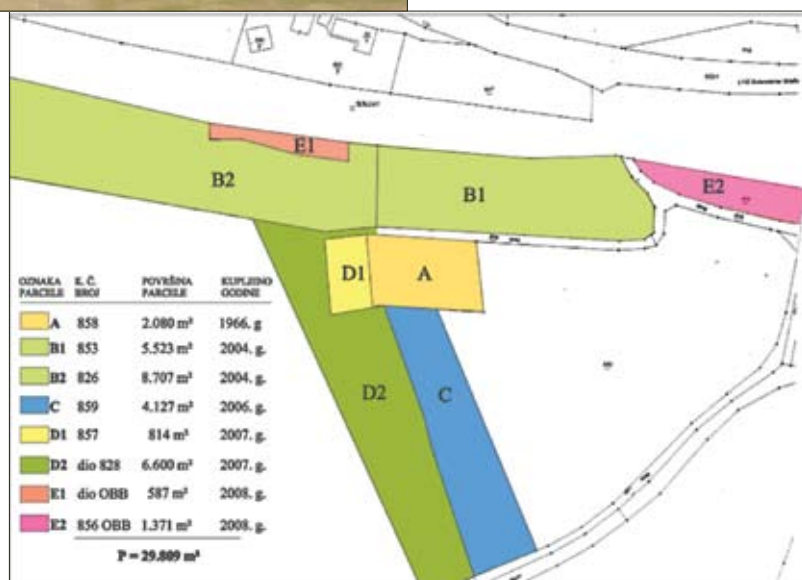 E1
B2
B1
E2
D1
A
D2
C
OZNAKA PARCELE K. Č. BROJ POVRŠINA PARCELE KUPLJENO GODINE
A 858 2.080 m² 1966. g
B1 853 5.523 m² 2004. g.
B2 826 8.707 m² 2004. g.
C 859 4.127 m² 2006. g.
D1 857 814 m² 2007. g.
D2 dio 828 6.600 m² 2007. g.
E1 dio OBB 587 m² 2008. g.
E2 856 OBB 1.371 m² 2008. g.
P = 29.809 m²